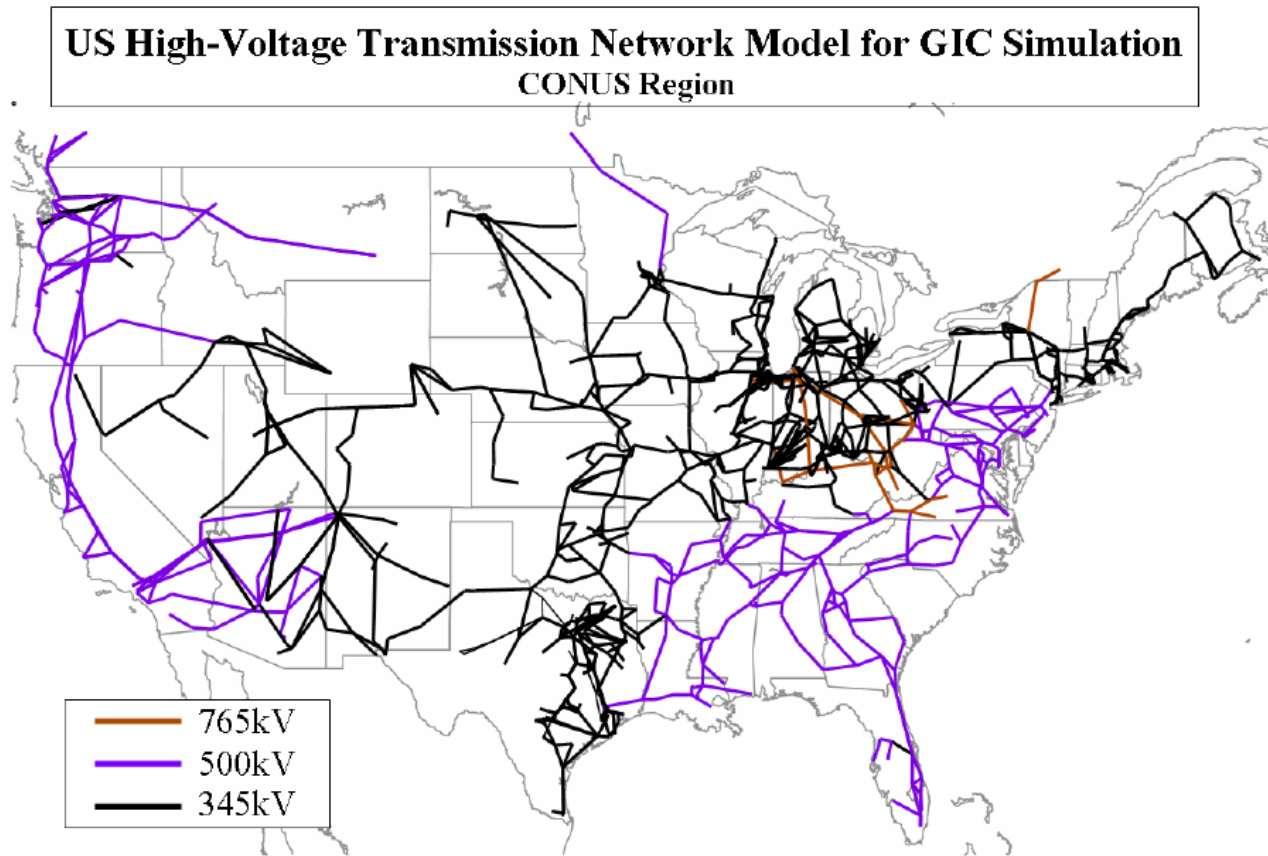 US High-Voltage Transmission Network Model for GIC Simulation
CONUS Region
765kV
500kV
345kV